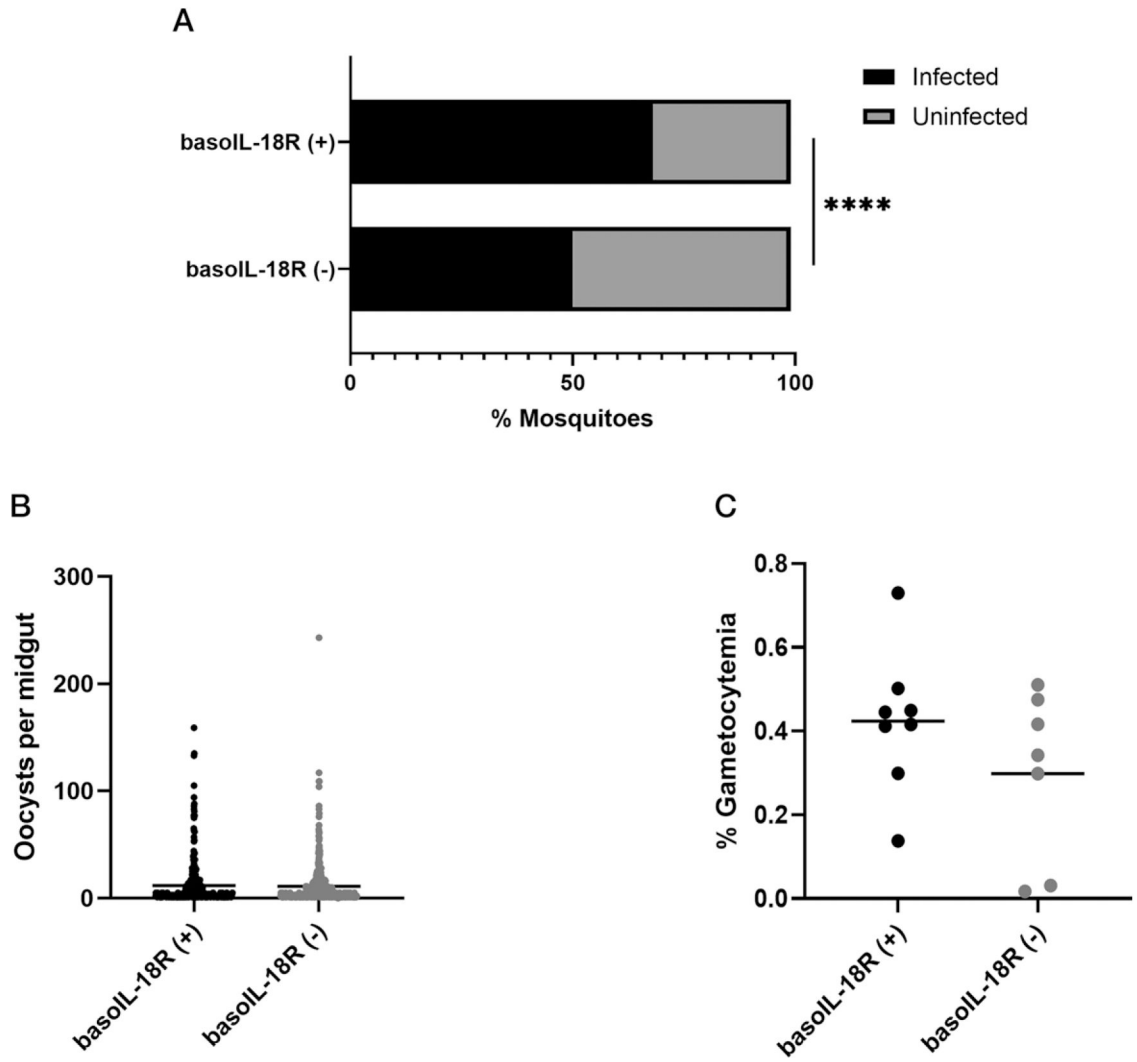 A
Infected
Uninfected
basoIL-18R (+)
basoIL-18R (-)
****
0
50
100
% Mosquitoes
B
300
200
100
0
Oocysts per midgut
basoIL-18R (+)
basoIL-18R (-)
C
0.8
0.6
0.4
0.2
0.0
% Gametocytemia
basoIL-18R (+)
basoIL-18R (-)